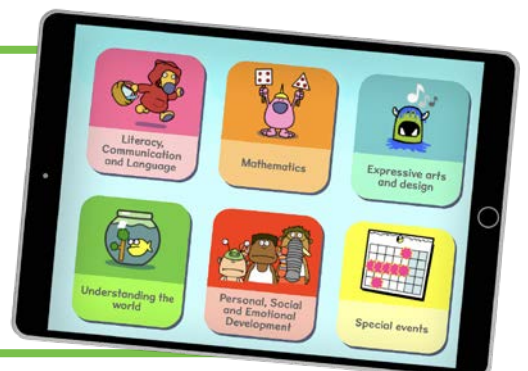 Literacy,
Communication
and Language
Mathematics
Expressive arts
and design
Understanding the
world
Personal, Social
and Emotional
Development
Special events